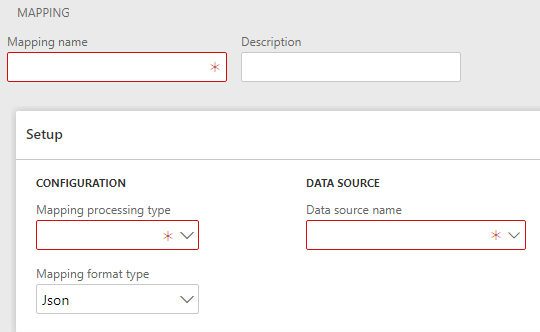 MAPPING
Mapping name Description
*
Setup
CONFIGURATION DATA SOURCE
Mapping processing type Data source name
* *
Mapping format type
Json